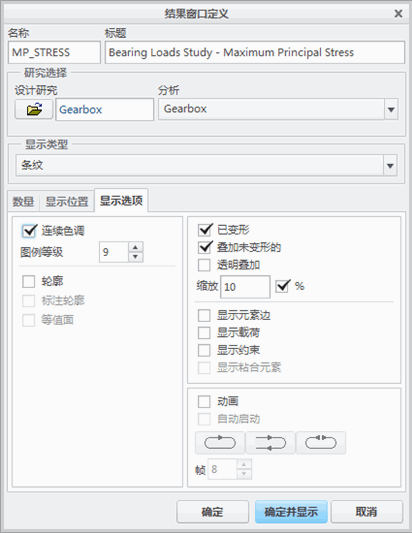 结果窗口定义
名称
标题
MP_STRESS
Bearing Loads Study - Maximum Principal Stress
研究选择
设计研究
分析
Gearbox
Gearbox
显示类型
条纹
数量
显示位置
显示选项
连续色调
图例等级
9
轮廓
标注轮廓
等值面
已变形
叠加未变形的
透明叠加
缩放
10
%
显示元素边
显示载荷
显示约束
显示粘合元素
动画
自动启动
帧
8
确定
确定并显示
取消